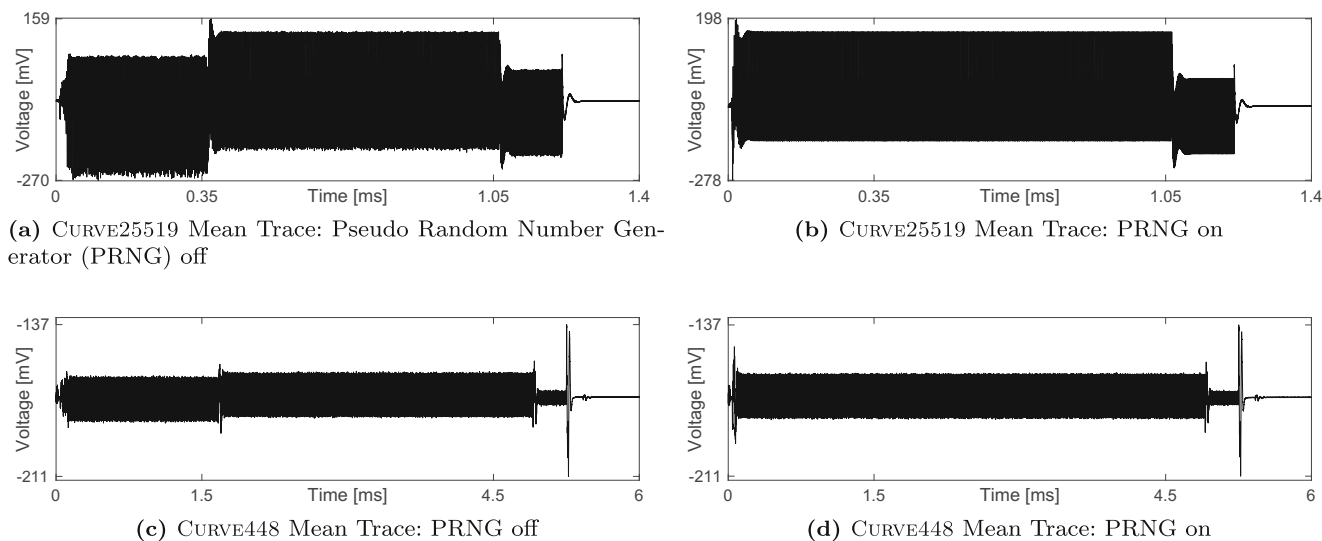 159
Voltage [mV]
-270
0
0.35
Time [ms]
1.05
1.4
(a) CURVE25519 Mean Trace: Pseudo Random Number Gen-
erator (PRNG) off
198
Voltage [mV]
-278
0
0.35
Time [ms]
1.05
1.4
(b) CURVE25519 Mean Trace: PRNG on
-137
Voltage [mV]
-211
0
1.5
Time [ms]
4.5
6
(c) CURVE448 Mean Trace: PRNG off
-137
Voltage [mV]
-211
0
1.5
Time [ms]
4.5
6
(d) CURVE448 Mean Trace: PRNG on